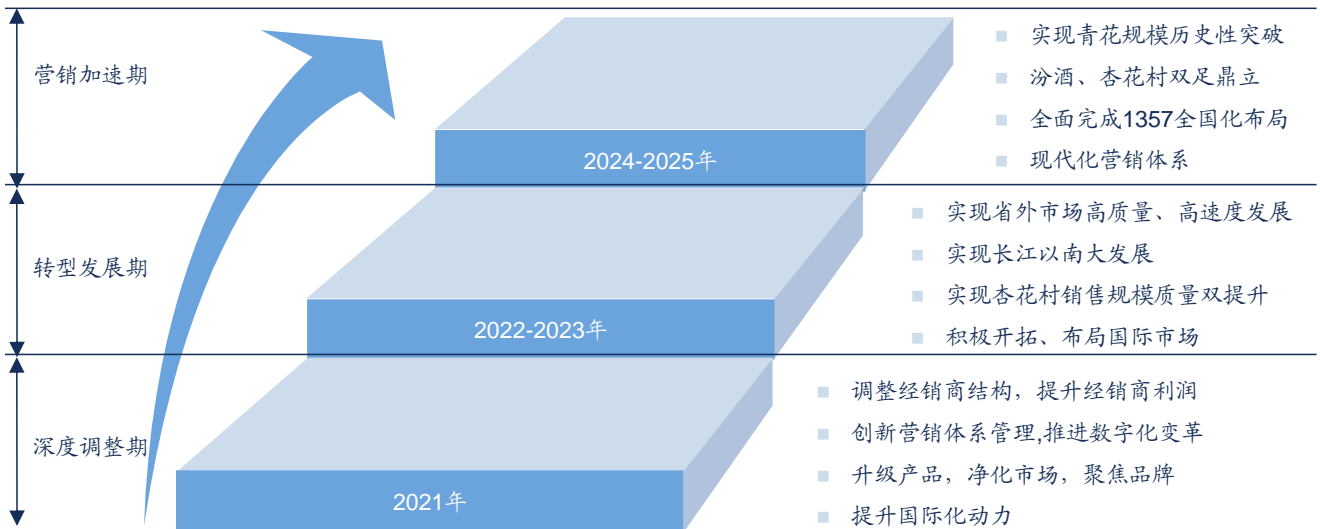 营销加速期
2024-2025年
实现青花规模历史性突破
汾酒、杏花村双足鼎立
全面完成1357全国化布局
现代化营销体系
转型发展期
2022-2023年
实现省外市场高质量、高速度发展
实现长江以南大发展
实现杏花村销售规模质量双提升
积极开拓、布局国际市场
深度调整期
2021年
调整经销商结构，提升经销商利润
创新营销体系管理,推进数字化变革
升级产品，净化市场，聚焦品牌
提升国际化动力